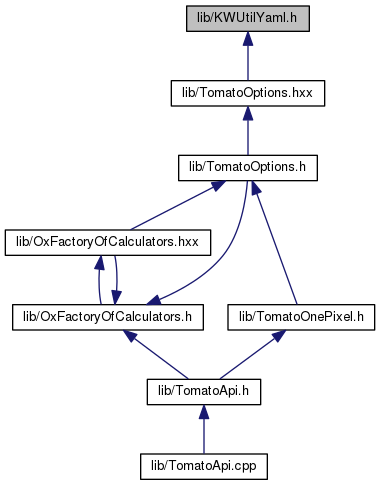 lib/KWUtilYaml.h
lib/TomatoOptions.hxx
lib/TomatoOptions.h
lib/OxFactoryOfCalculators.hxx
lib/OxFactoryOfCalculators.h
lib/TomatoOnePixel.h
lib/TomatoApi.h
lib/TomatoApi.cpp